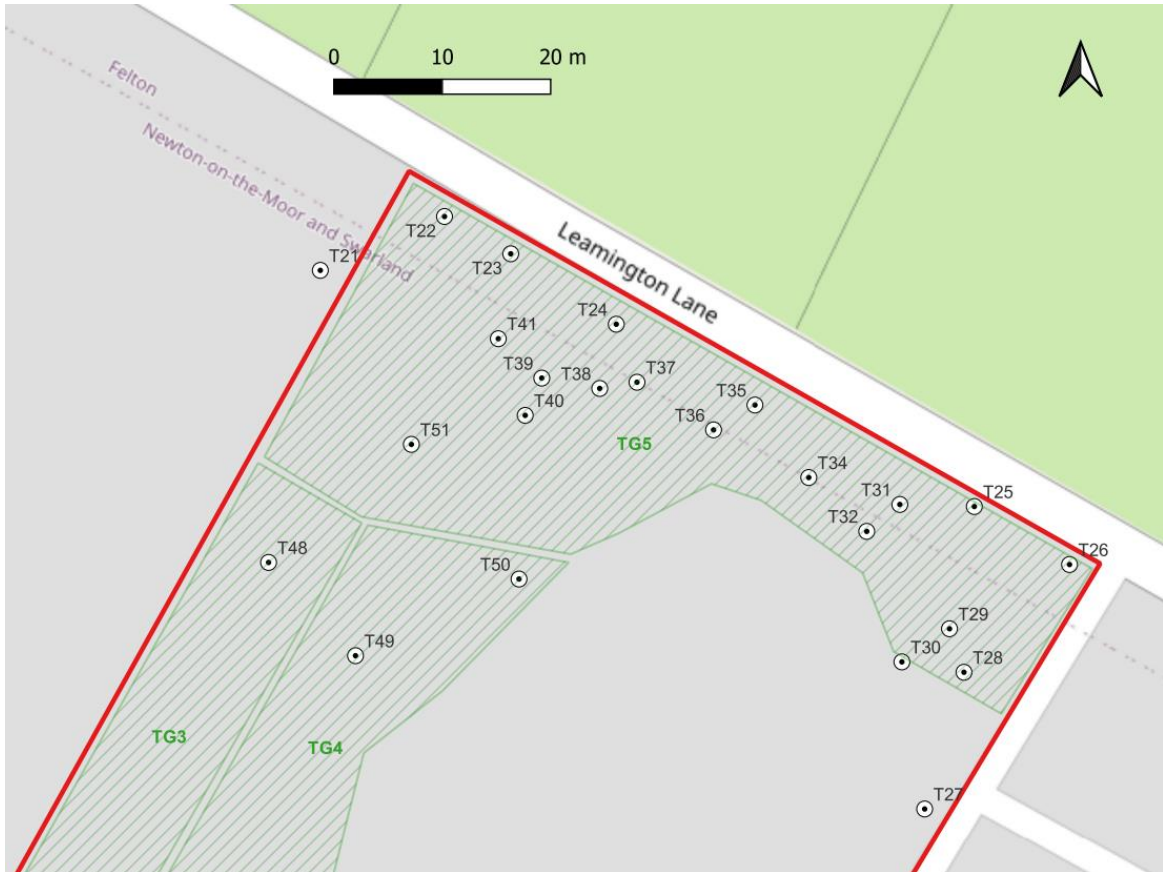 0 10 20 m
Felton
Newton-on-the-Moor and Swarland
Leamington Lane
T22
T21
T23
T24
T41
T39
T38
T37
T40
T35
T36
T51
TG5
T34
T31
T25
T32
T26
T48
T50
T29
T49
T30
T28
TG3
TG4
T27